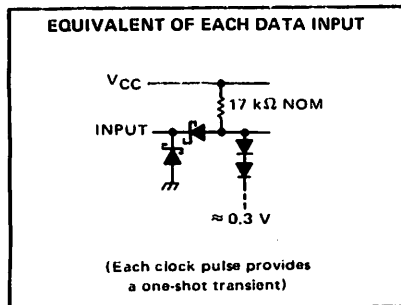 EQUIVALENT OF EACH DATA INPUT
VCC
17 kΩ NOM
INPUT
≈ 0.3 V
(Each clock pulse provides
a one-shot transient)